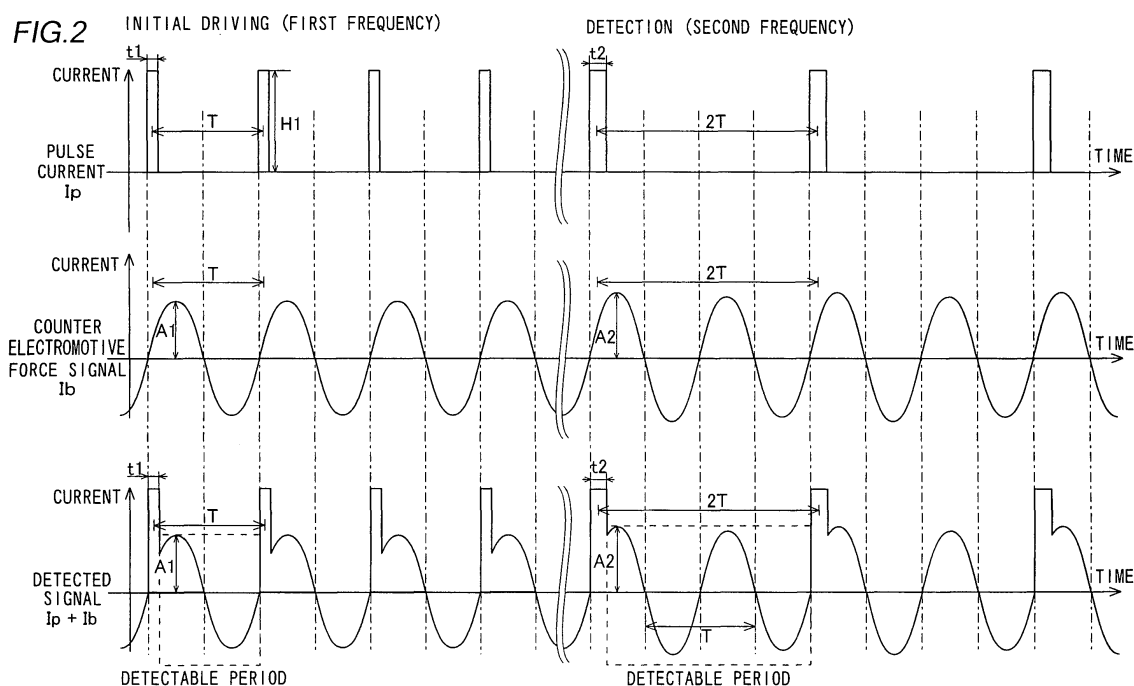 FIG.2
INITIAL DRIVING (FIRST FREQUENCY)
DETECTION (SECOND FREQUENCY)
t1
t2
CURRENT
T
H1
2T
PULSE
CURRENT
Ip
TIME
CURRENT
T
2T
A1
A2
COUNTER
ELECTROMOTIVE
FORCE SIGNAL
Ib
TIME
t1
t2
CURRENT
T
2T
A1
A2
DETECTED
SIGNAL
Ip + Ib
TIME
T
DETECTABLE PERIOD
DETECTABLE PERIOD